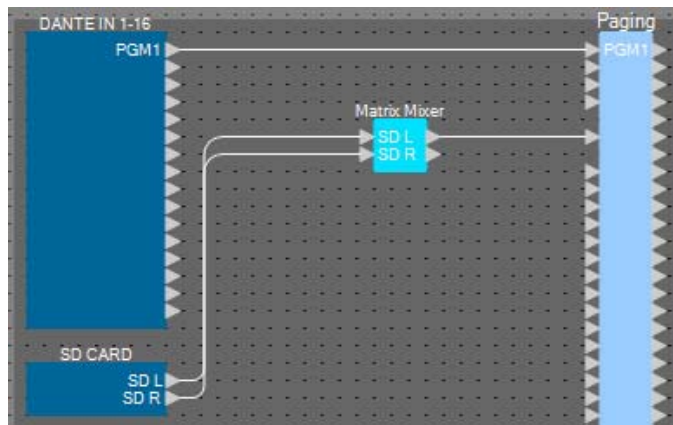 DANTE IN 1-16
Paging
PGM1
PGM1
Matrix Mixer
SD L
SD R
SD CARD
SD L
SD R